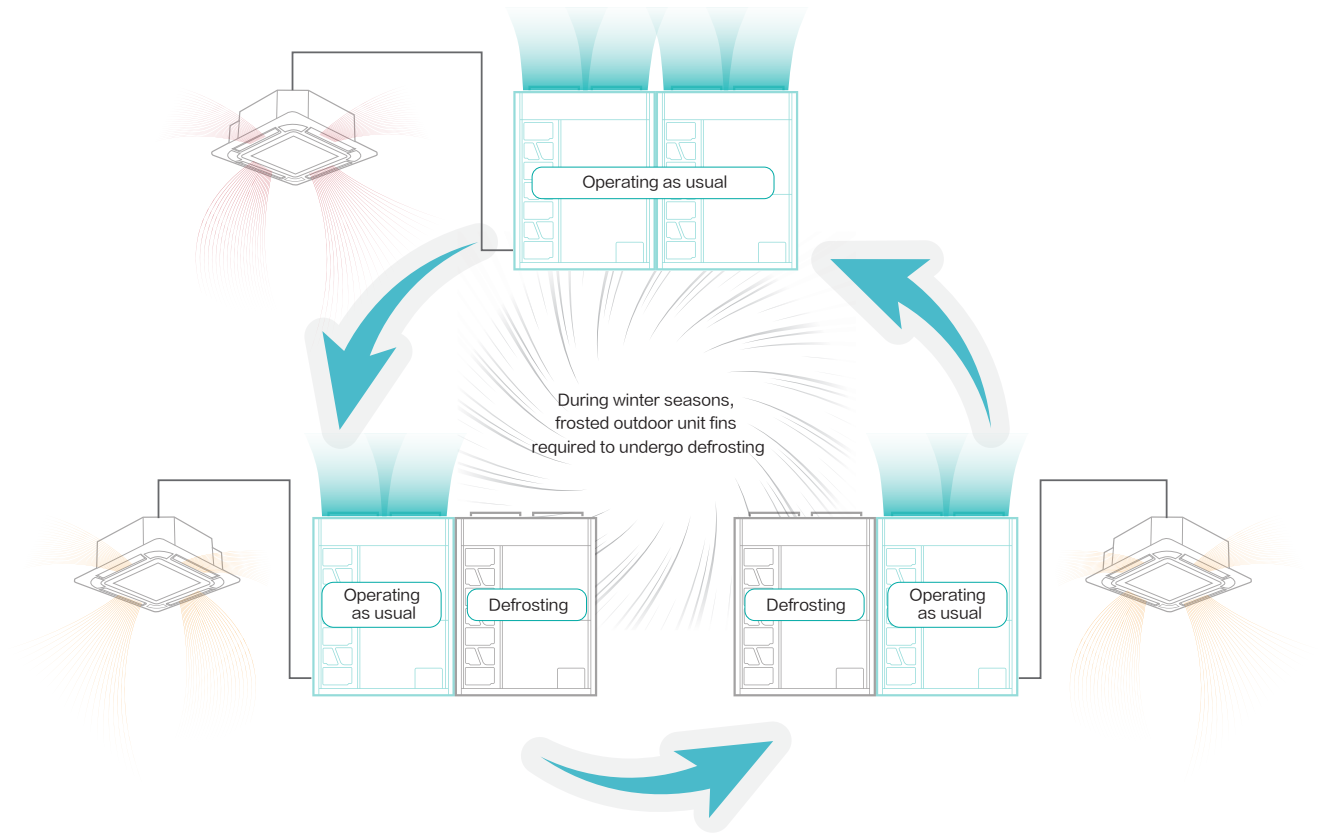 Operating as usual
During winter seasons,
frosted outdoor unit fins
required to undergo defrosting
Operating
as usual
Defrosting
Defrosting
Operating
as usual